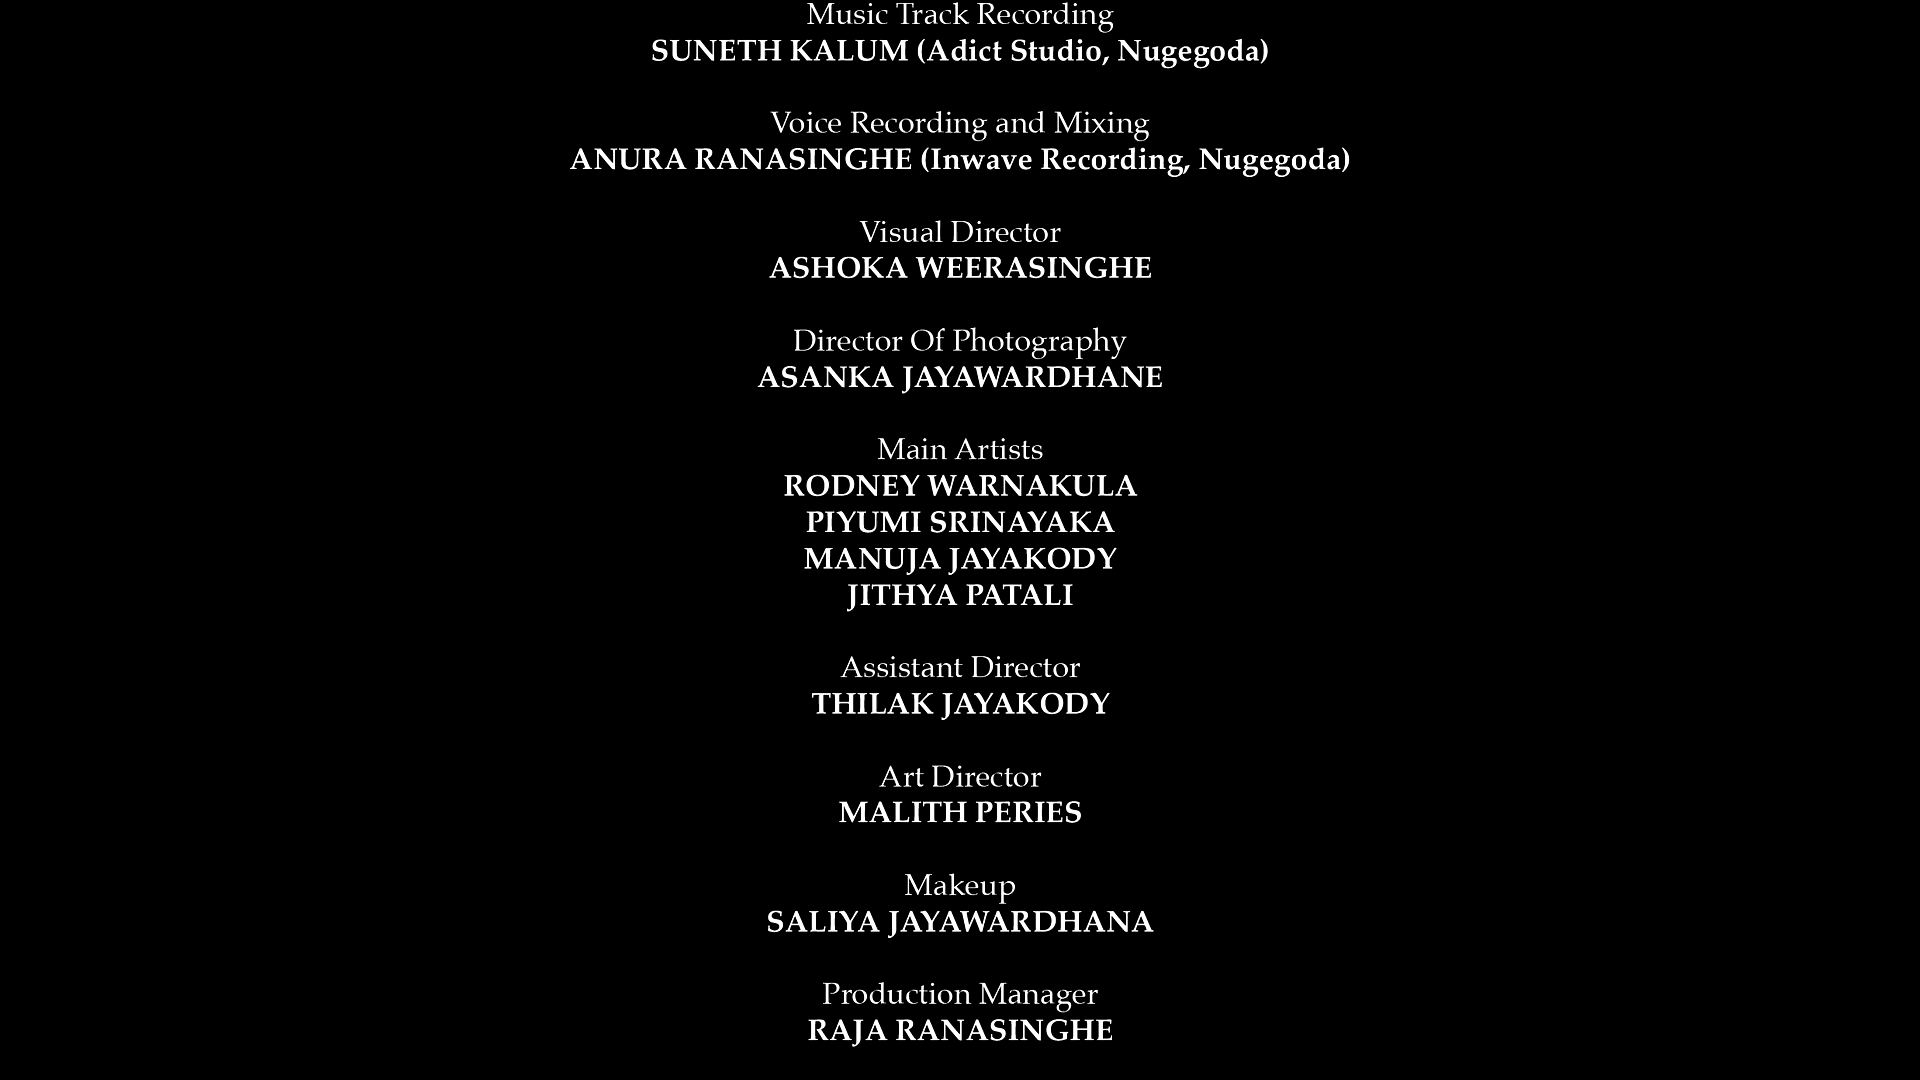 Music Track Recording
SUNETH KALUM (Adict Studio, Nugegoda)
Voice Recording and Mixing
ANURA RANASINGHE (Inwave Recording, Nugegoda)
Visual Director
ASHOKA WEERASINGHE
Director Of Photography
ASANKA JAYAWARDHANE
Main Artists
RODNEY WARNAKULA
PIYUMI SRINAYAKA
MANUJA JAYAKODY
JITHYA PATALI
Assistant Director
THILAK JAYAKODY
Art Director
MALITH PERIES
Makeup
SALIYA JAYAWARDHANA
Production Manager
RAJA RANASINGHE